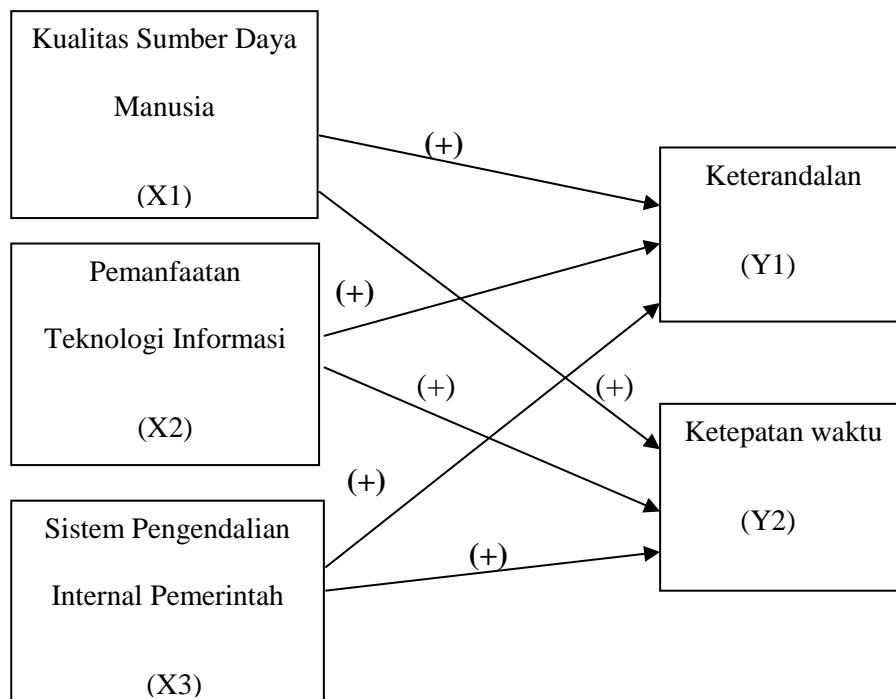 Kualitas Sumber Daya
Manusia
(X1)
Pemanfaatan
Teknologi Informasi
(X2)
Sistem Pengendalian
Internal Pemerintah
(X3)
(+)
(+)
(+)
(+)
(+)
(+)
Keterandalan
(Y1)
Ketepatan waktu
(Y2)